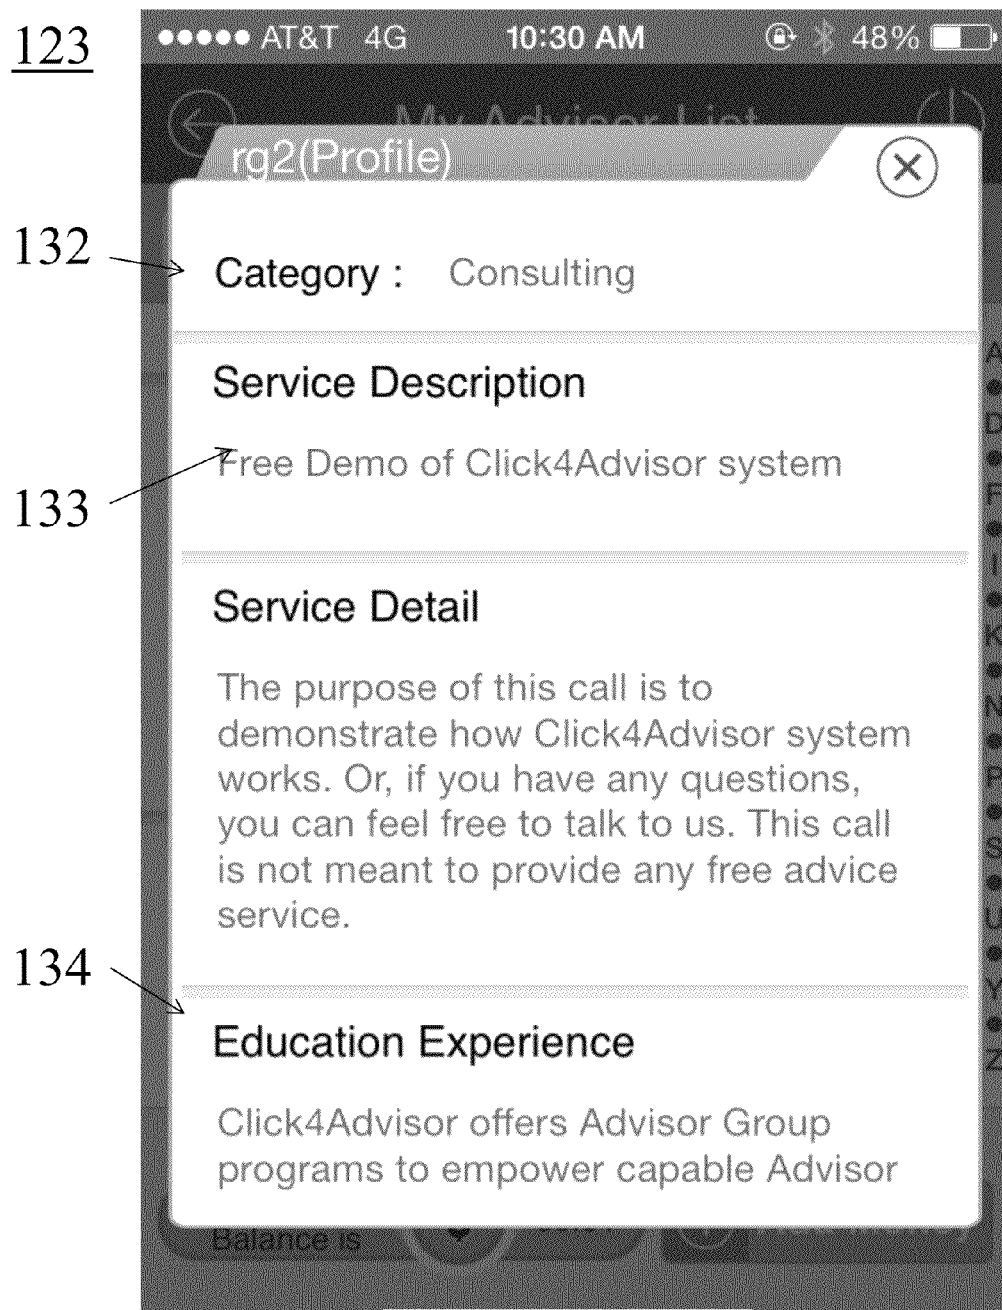 123
AT&T 4G 10:30 AM 48%
My Advisor List
rg2(Profile)
132
Category : Consulting
Service Description
Free Demo of Click4Advisor system
133
Service Detail
The purpose of this call is to
demonstrate how Click4Advisor system
works. Or, if you have any questions,
you can feel free to talk to us. This call
is not meant to provide any free advice
service.
134
Education Experience
Click4Advisor offers Advisor Group
programs to empower capable Advisor
A
D
F
I
K
N
P
S
U
Y
Z
Balance is